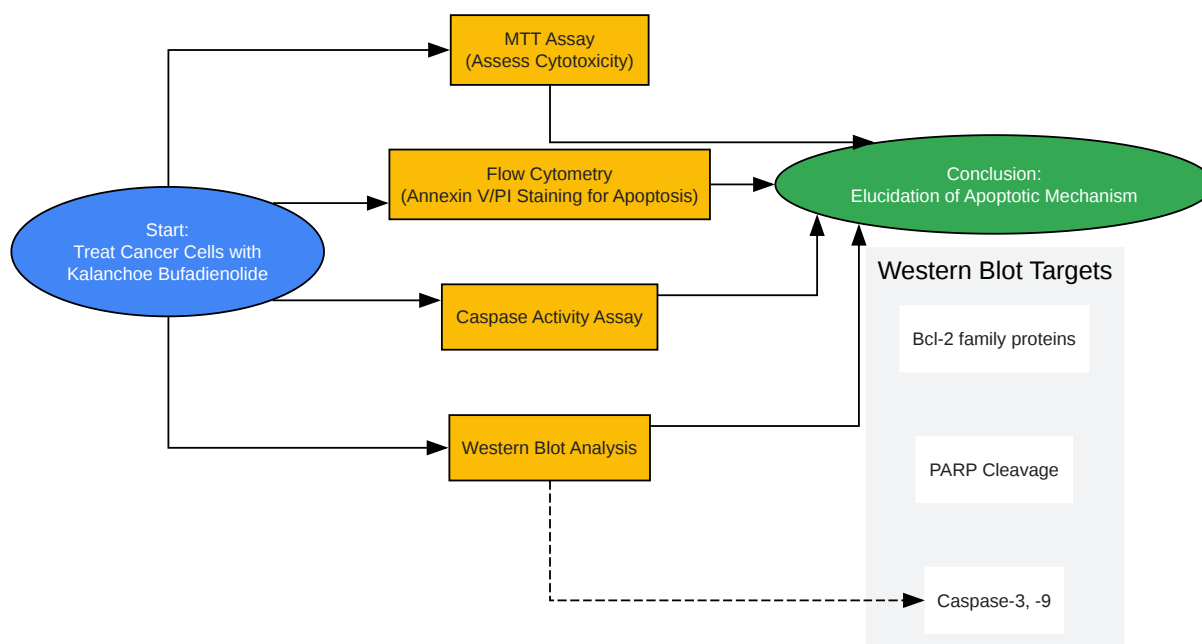 MTT Assay
(Assess Cytotoxicity)
Flow Cytometry
(Annexin V/PI Staining for Apoptosis)
Conclusion:
Elucidation of Apoptotic Mechanism
Start:
Treat Cancer Cells with
Kalanchoe Bufadienolide
Western Blot Targets
Caspase Activity Assay
Bcl-2 family proteins
Western Blot Analysis
PARP Cleavage
Caspase-3, -9